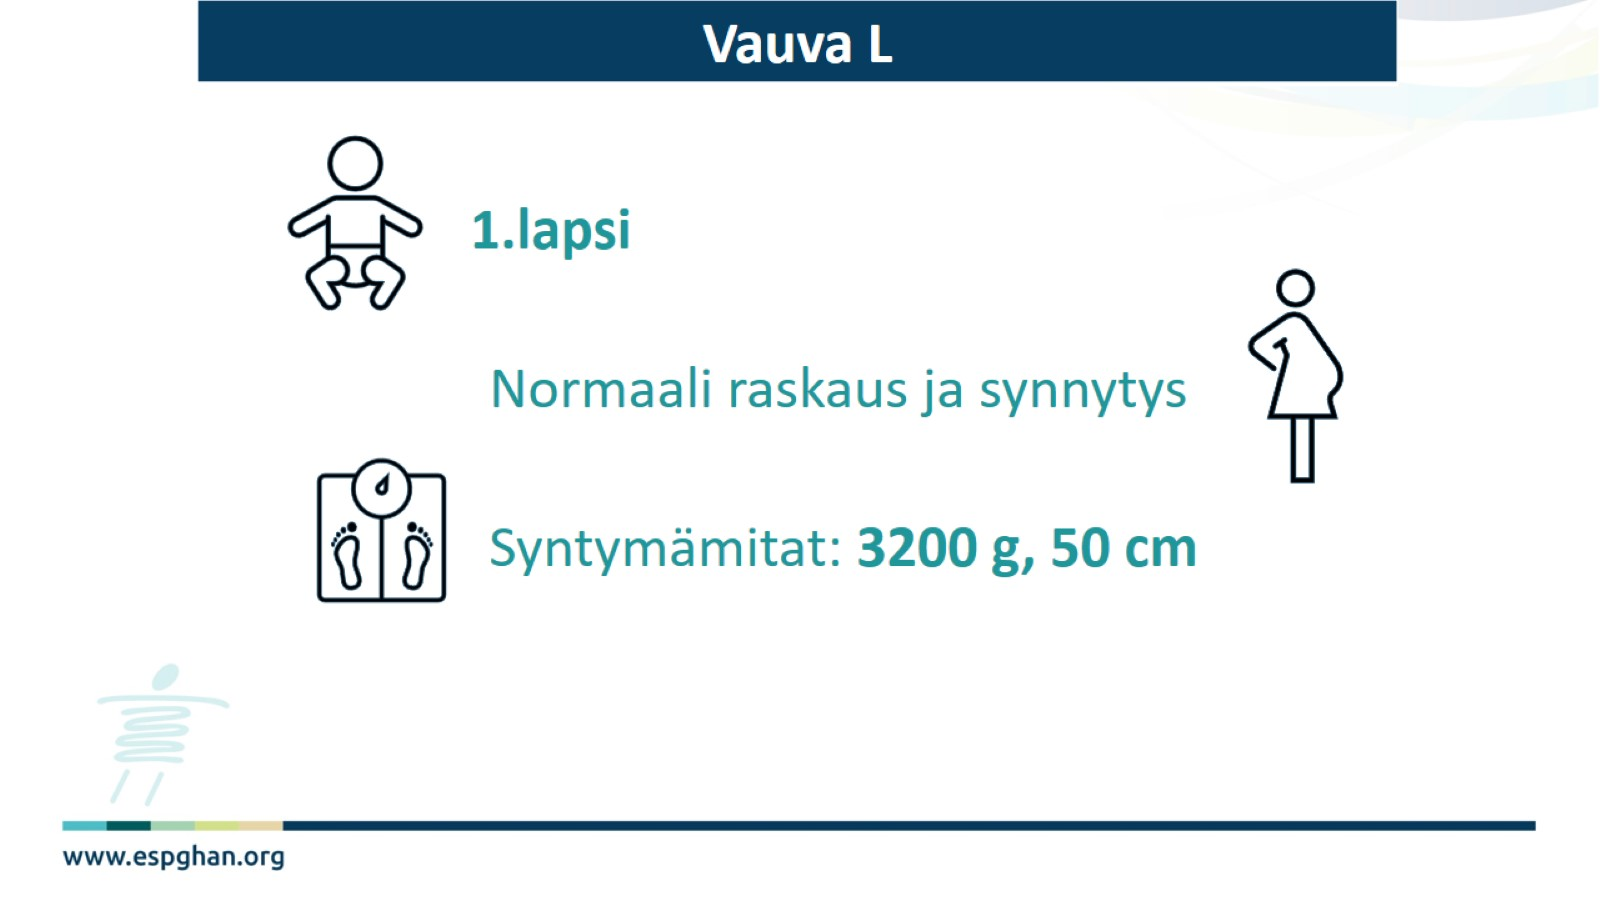 Vauva L
1.lapsi
Normaali raskaus ja synnytys
Syntymämitat: 3200 g, 50 cm
www.espghan.org